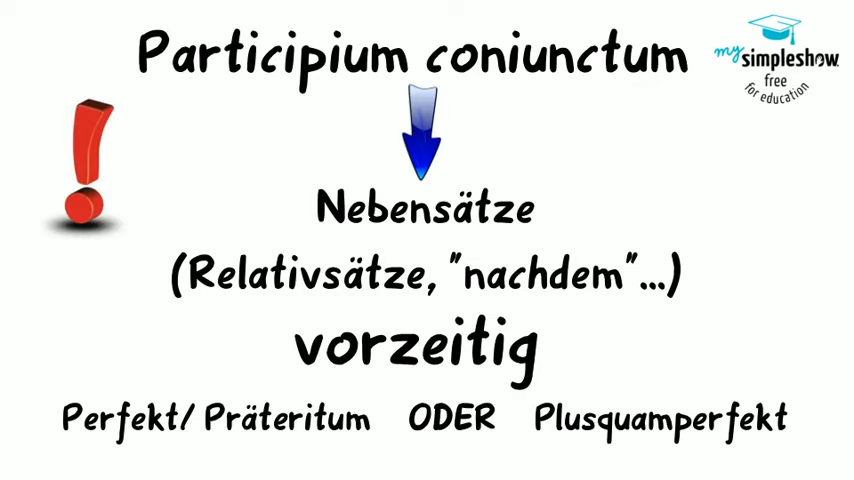 Participium coniunctum
my
simpleshow
free
for education
Nebensätze
(Relativsätze, "nachdem"...)
vorzeitig
Perfekt/ Präteritum ODER Plusquamperfekt